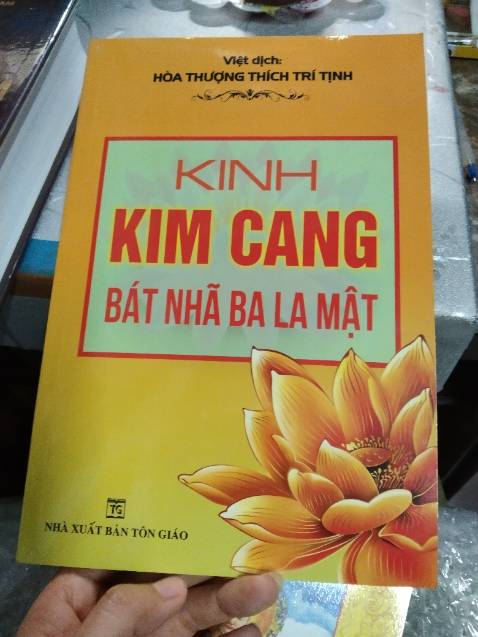 Việt dịch:
HÒA THƯỢNG THÍCH TRÍ TỊNH
KINH
KIM CANG
BÁT NHÃ BA LA MẬT
TG
NHÀ XUẤT BẢN TÔN GIÁO